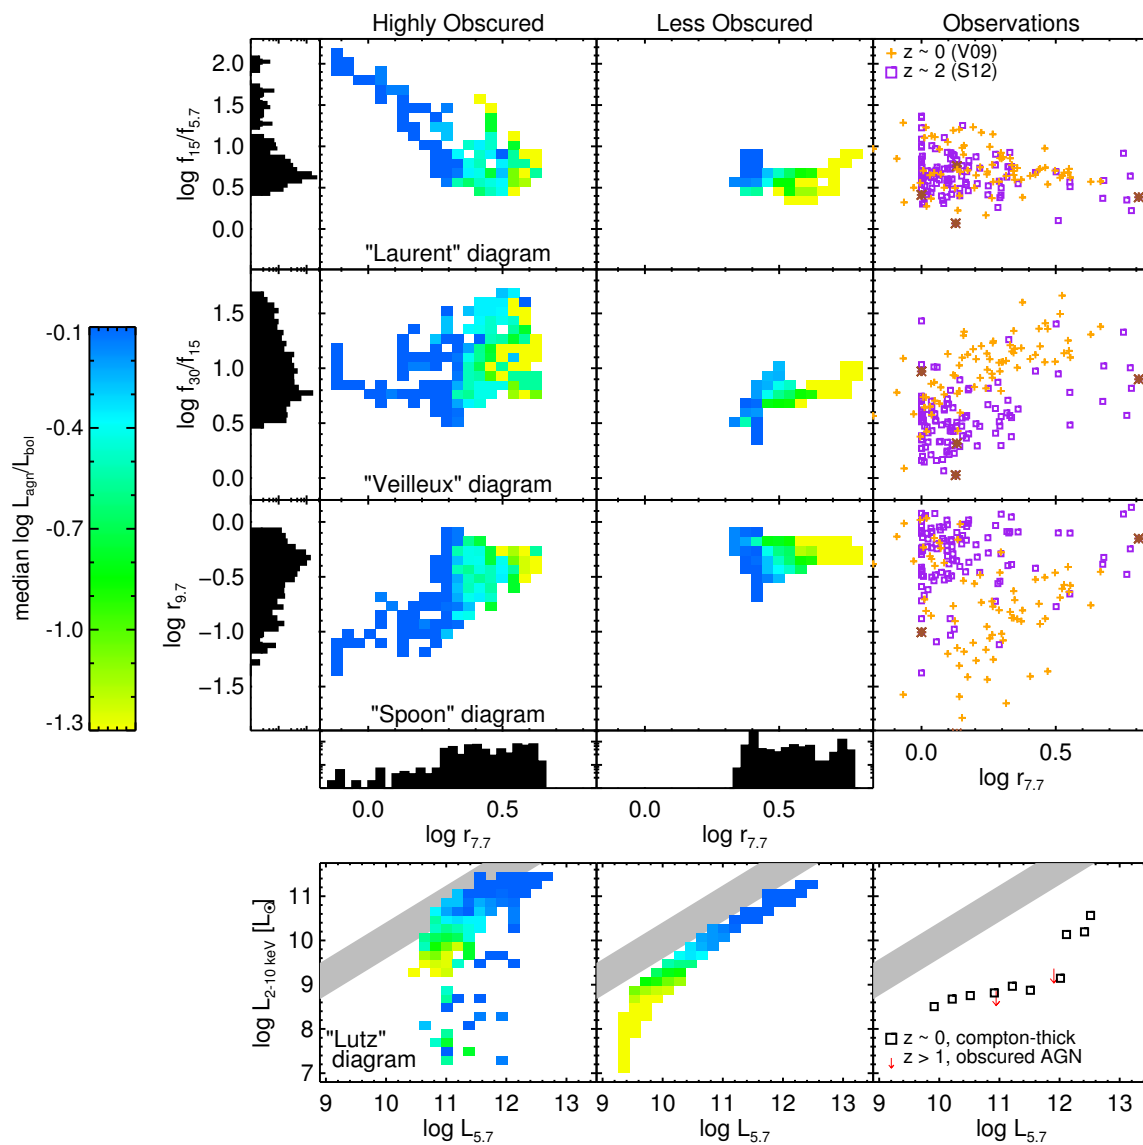 Highly Obscured Less Obscured Observations
2.0
1.5
1.0
0.5
0.0
log f15/f5.7
"Laurent" diagram
+ z ~ 0 (V09)
□ z ~ 2 (S12)
1.5
1.0
0.5
0.0
log f30/f15
"Veilleux" diagram
-0.1
-0.4
-0.7
-1.0
-1.3
median log Lagn/Lbol
0.0
−0.5
−1.0
−1.5
log r9.7
"Spoon" diagram
0.0 0.5
log r7.7
0.0 0.5 0.0 0.5
log r7.7 log r7.7
11
10
9
8
7
log L2-10 keV [L⊙]
"Lutz"
diagram
□ z ~ 0, compton-thick
↓ z > 1, obscured AGN
9 10 11 12 13 9 10 11 12 13 9 10 11 12 13
log L5.7 log L5.7 log L5.7